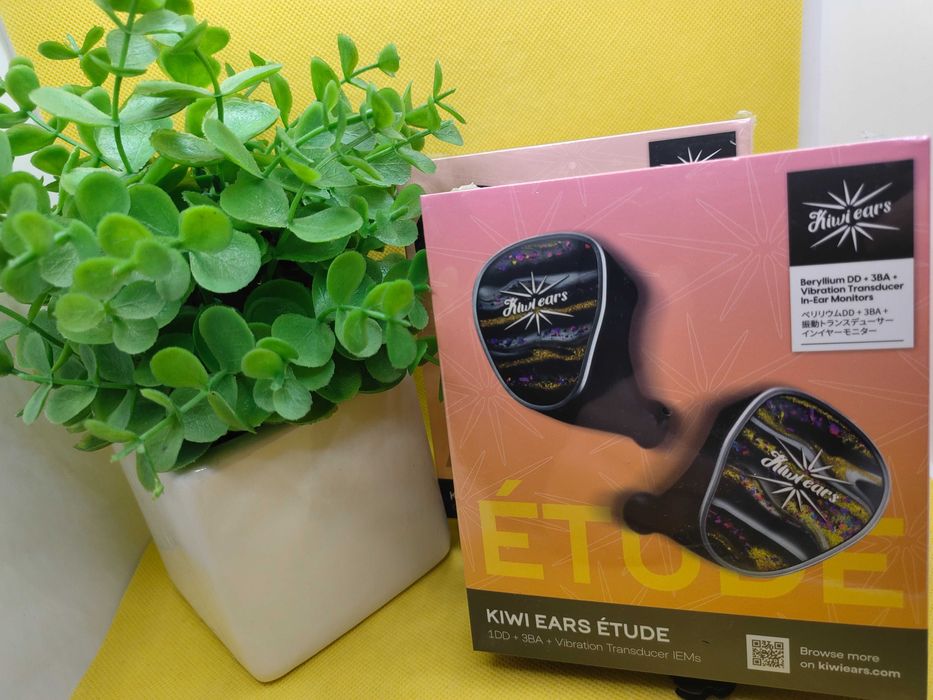 Kiwi ears
Beryllium DD + 3BA +
Vibration Transducer
In-Ear Monitors
ベリリウムDD + 3BA +
振動トランスデューサー
インイヤーモニター
Kiwi ears
Kiwi ears
ÉTUDE
KIWI EARS ÉTUDE
1DD + 3BA + Vibration Transducer IEMs
Browse more
on kiwiears.com